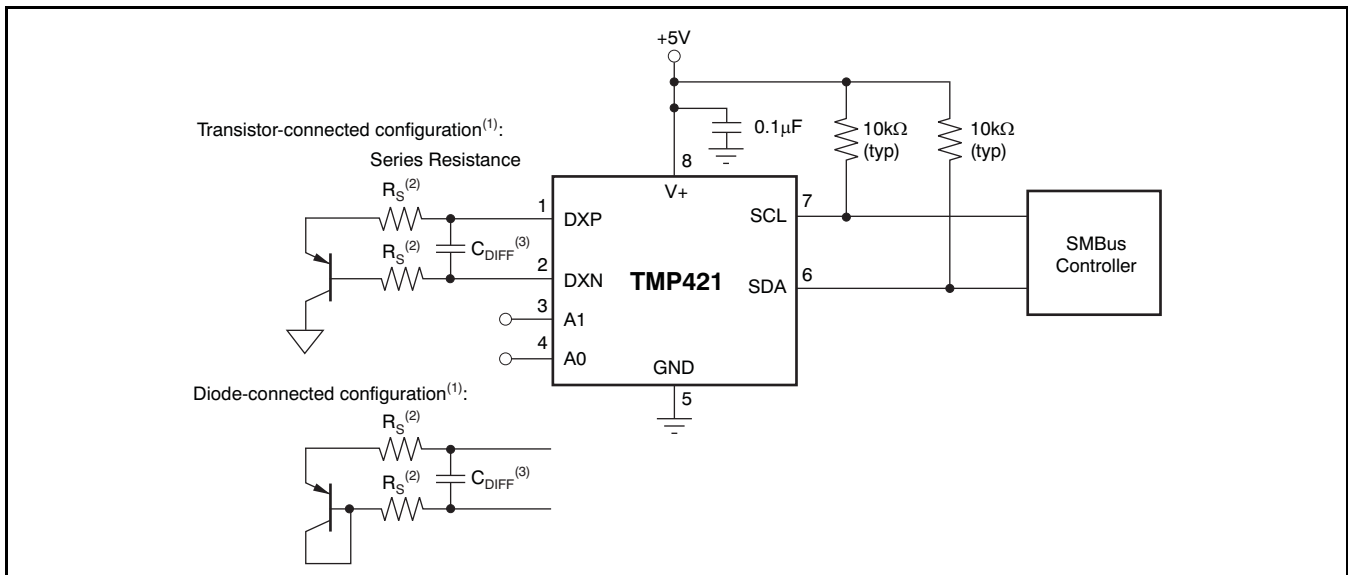 +5V
Transistor-connected configuration(1):
0.1μF
10kΩ
(typ)
10kΩ
(typ)
Series Resistance
8
RS(2)
V+
1
DXP
SCL
7
CDIFF(3)
RS(2)
2
DXN
TMP421
SDA
6
SMBus
Controller
3
A1
4
A0
GND
5
Diode-connected configuration(1):
RS(2)
CDIFF(3)
RS(2)